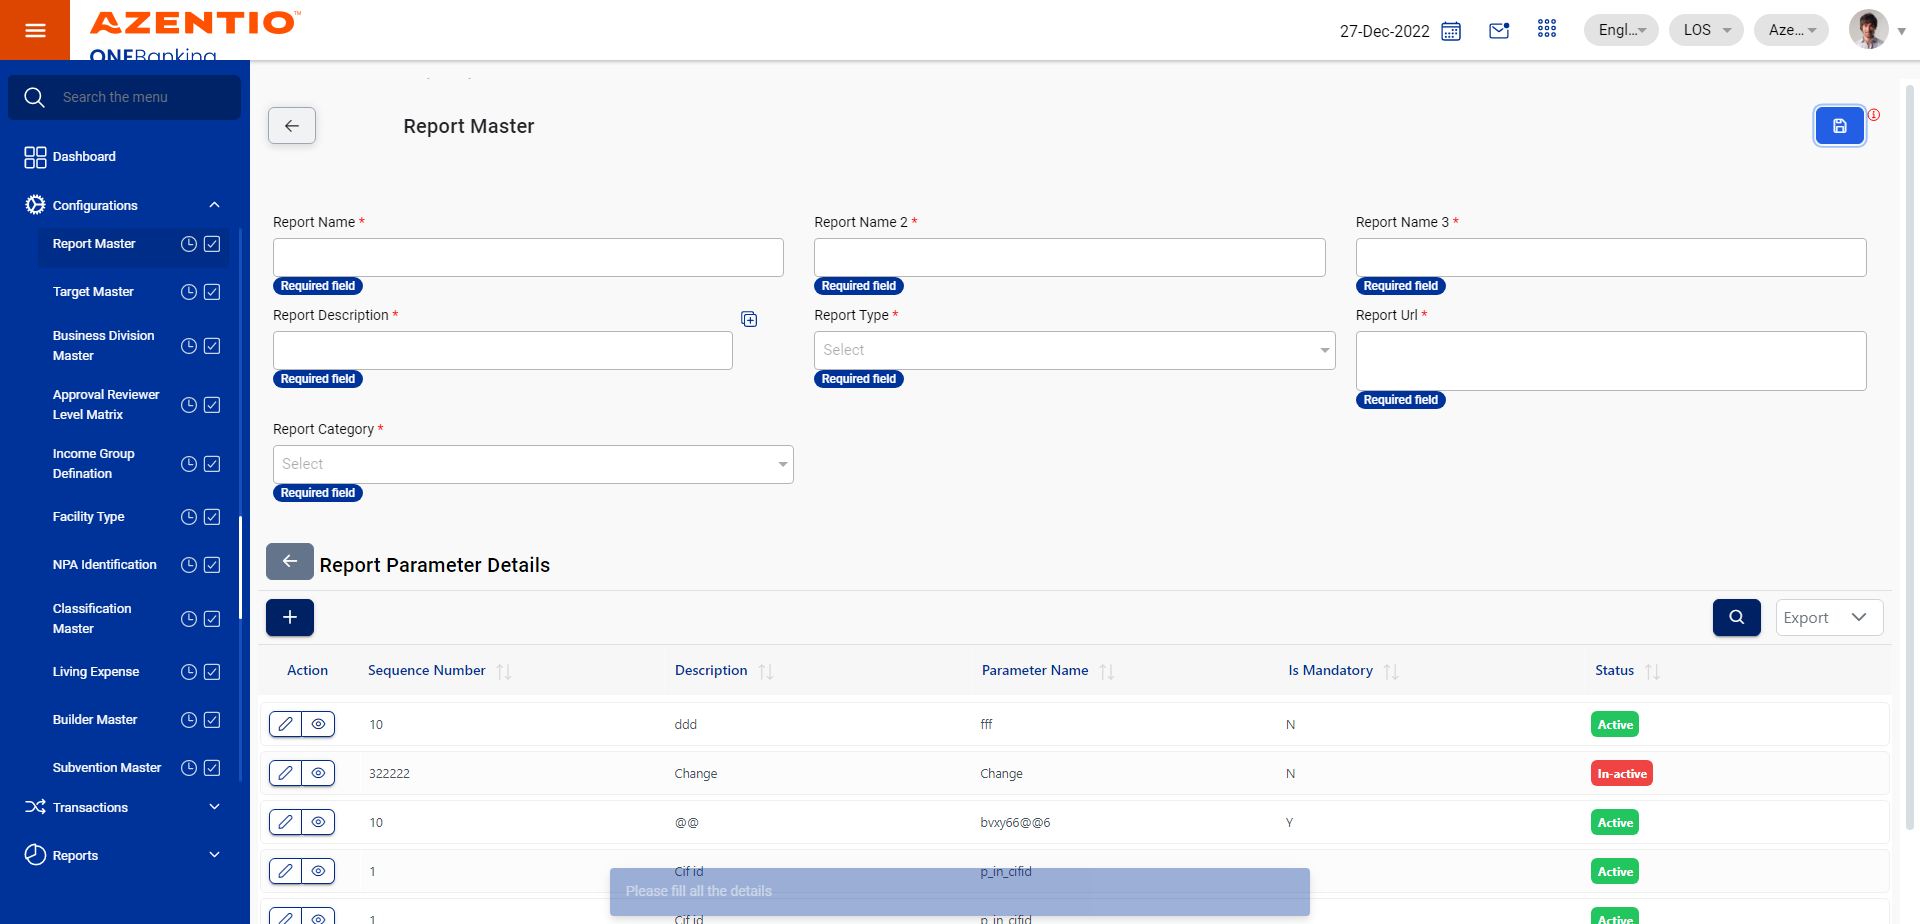 AZENTIO™
ONEBanking
27-Dec-2022
Engl...
LOS
Aze...
Search the menu
Dashboard
Configurations
Report Master
Target Master
Business Division
Master
Approval Reviewer
Level Matrix
Income Group
Defination
Facility Type
NPA Identification
Classification
Master
Living Expense
Builder Master
Subvention Master
Transactions
Reports
Report Master
Report Name *
Required field
Report Name 2 *
Required field
Report Name 3 *
Required field
Report Description *
Required field
Report Type *
Select
Required field
Report Url *
Required field
Report Category *
Select
Required field
Report Parameter Details
Export
Action Sequence Number Description Parameter Name Is Mandatory Status
10 ddd fff N Active
322222 Change Change N In-active
10 @@ bvxy66@@6 Y Active
1 Cif id p_in_cifid Active
Please fill all the details
1 Cif id p_in_cifid Active